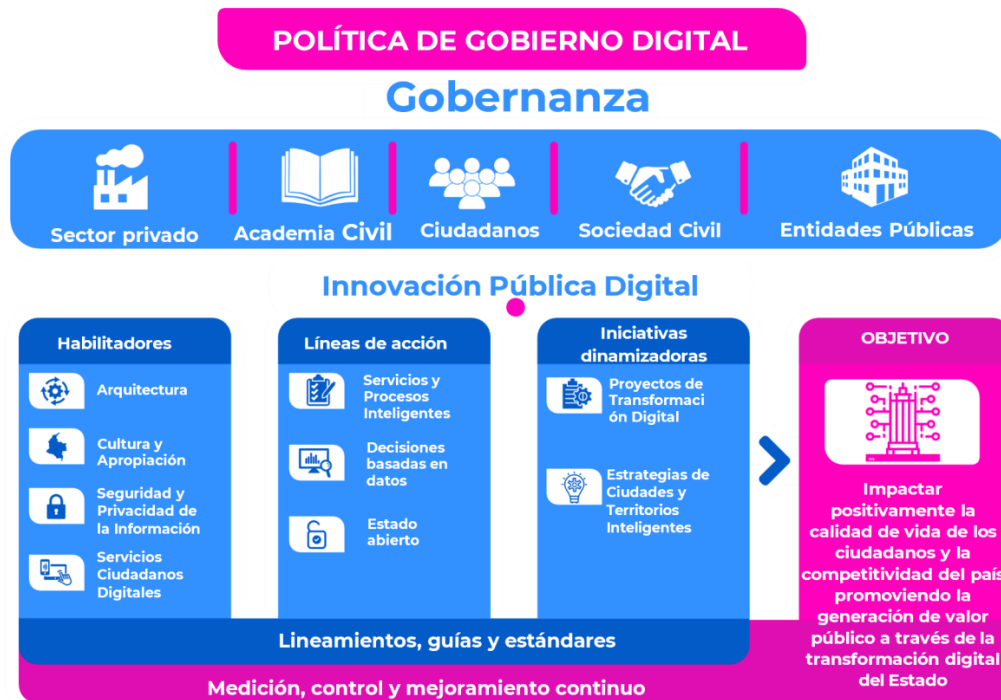 POLÍTICA DE GOBIERNO DIGITAL
Gobernanza
Sector privado
Academia Civil
Ciudadanos
Sociedad Civil
Entidades Públicas
Innovación Pública Digital
Habilitadores
Arquitectura
Cultura y
Apropiación
Seguridad y
Privacidad de
la Información
Servicios
Ciudadanos
Digitales
Líneas de acción
Servicios y
Procesos
Inteligentes
Decisiones
basadas en
datos
Estado
abierto
Iniciativas
dinamizadoras
Proyectos de
Transformaci
ón Digital
Estrategias de
Ciudades y
Territorios
Inteligentes
OBJETIVO
Impactar
positivamente la
calidad de vida de los
ciudadanos y la
competitividad del país
promoviendo la
generación de valor
público a través de la
transformación digital
del Estado
Lineamientos, guías y estándares
Medición, control y mejoramiento continuo